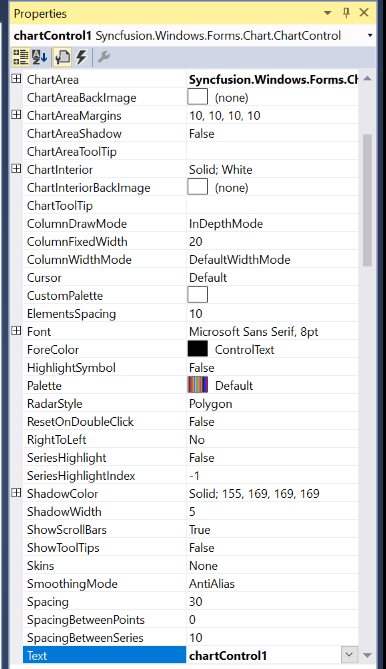 Properties
chartControl1 Syncfusion.Windows.Forms.Chart.ChartControl
ChartArea Syncfusion.Windows.Forms.Ch
ChartAreaBackImage (none)
ChartAreaMargins 10, 10, 10, 10
ChartAreaShadow False
ChartAreaToolTip
ChartInterior Solid; White
ChartInteriorBackImage (none)
ChartToolTip
ColumnDrawMode InDepthMode
ColumnFixedWidth 20
ColumnWidthMode DefaultWidthMode
Cursor Default
CustomPalette
ElementsSpacing 10
Font Microsoft Sans Serif, 8pt
ForeColor ControlText
HighlightSymbol False
Palette Default
RadarStyle Polygon
ResetOnDoubleClick False
RightToLeft No
SeriesHighlight False
SeriesHighlightIndex -1
ShadowColor Solid; 155, 169, 169, 169
ShadowWidth 5
ShowScrollBars True
ShowToolTips False
Skins None
SmoothingMode AntiAlias
Spacing 30
SpacingBetweenPoints 0
SpacingBetweenSeries 10
Text chartControl1